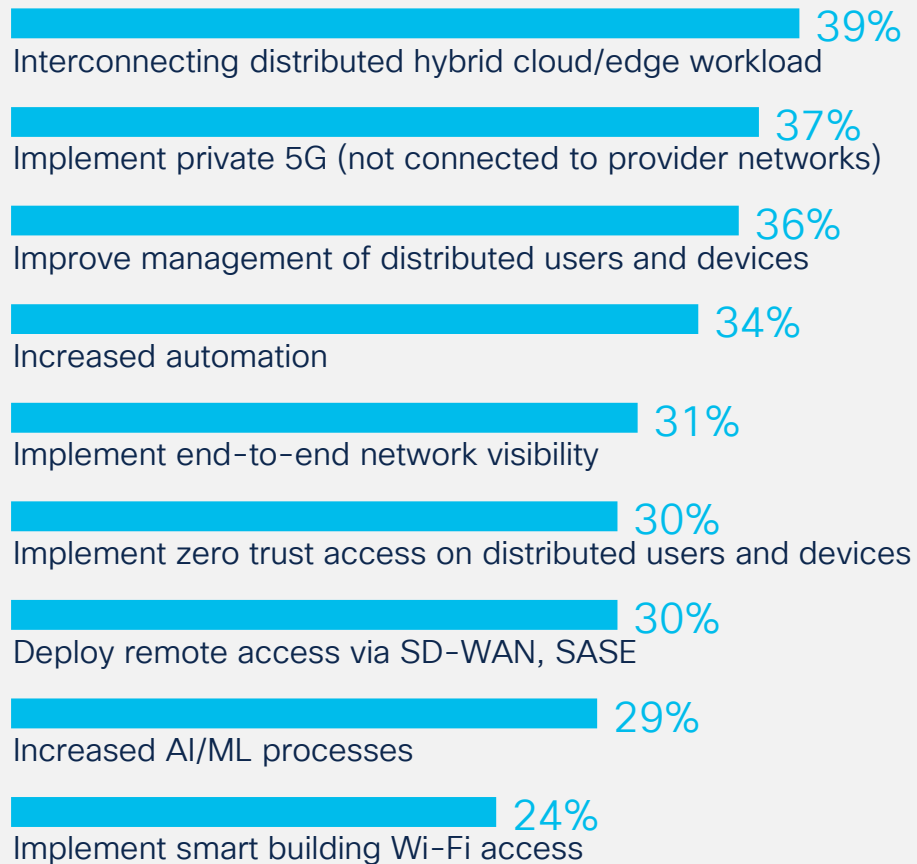 39%
Interconnecting distributed hybrid cloud/edge workload
37%
Implement private 5G (not connected to provider networks)
36%
Improve management of distributed users and devices
34%
Increased automation
31%
Implement end-to-end network visibility
30%
Implement zero trust access on distributed users and devices
30%
Deploy remote access via SD-WAN, SASE
29%
Increased AI/ML processes
24%
Implement smart building Wi-Fi access